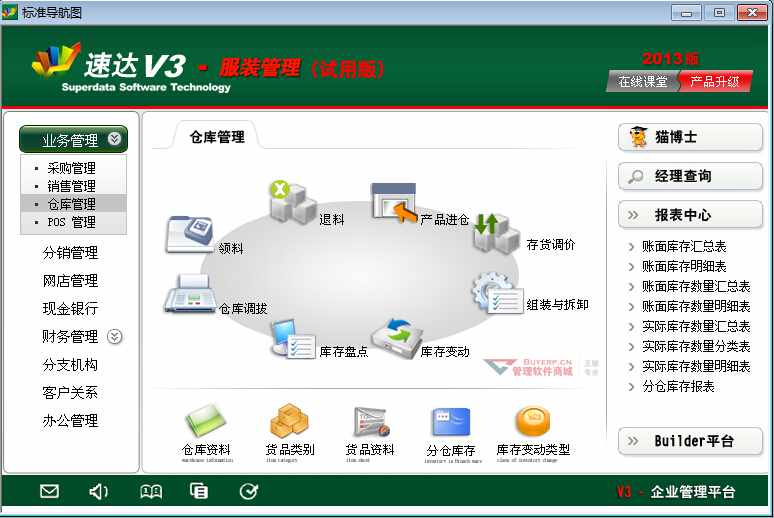 标准导航图
速达V3 - 服装管理（试用版）
Superdata Software Technology
2013版
在线课堂 产品升级
业务管理
采购管理
销售管理
仓库管理
POS 管理
分销管理
网店管理
现金银行
财务管理
分支机构
客户关系
办公管理
仓库管理
退料
产品进仓
领料
存货调价
仓库调拔
组装与拆卸
库存盘点
库存变动
BUYERP.CN
管理软件商城
仓库资料
warehouse information
货品类别
item category
货品资料
分仓库存
库存变动类型
猫博士
经理查询
报表中心
账面库存汇总表
账面库存明细表
账面库存数量汇总表
账面库存数量明细表
实际库存数量汇总表
实际库存数量分类表
实际库存数量明细表
分仓库存报表
Builder平台
V3 - 企业管理平台